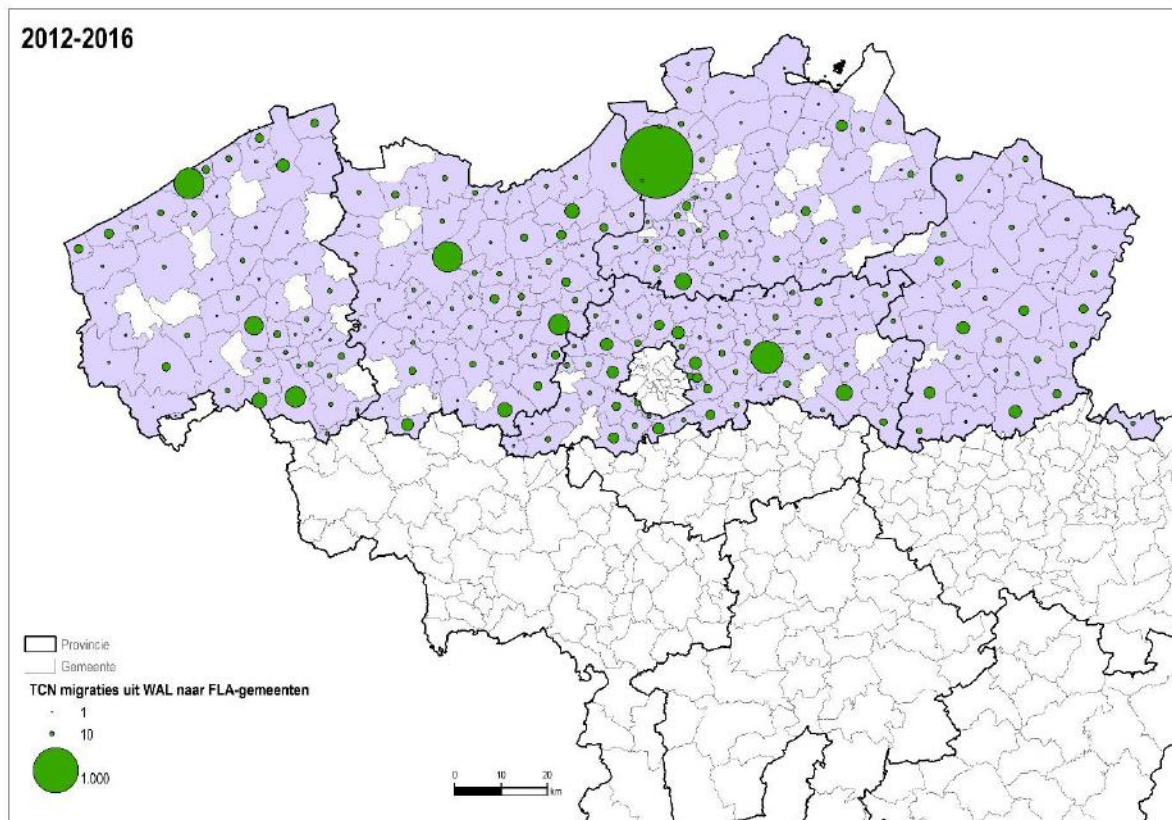 2012-2016
Provincie
Gemeente
TCN migraties uit WAL naar FLA-gemeenten
1
10
1.000
0 10 20
km